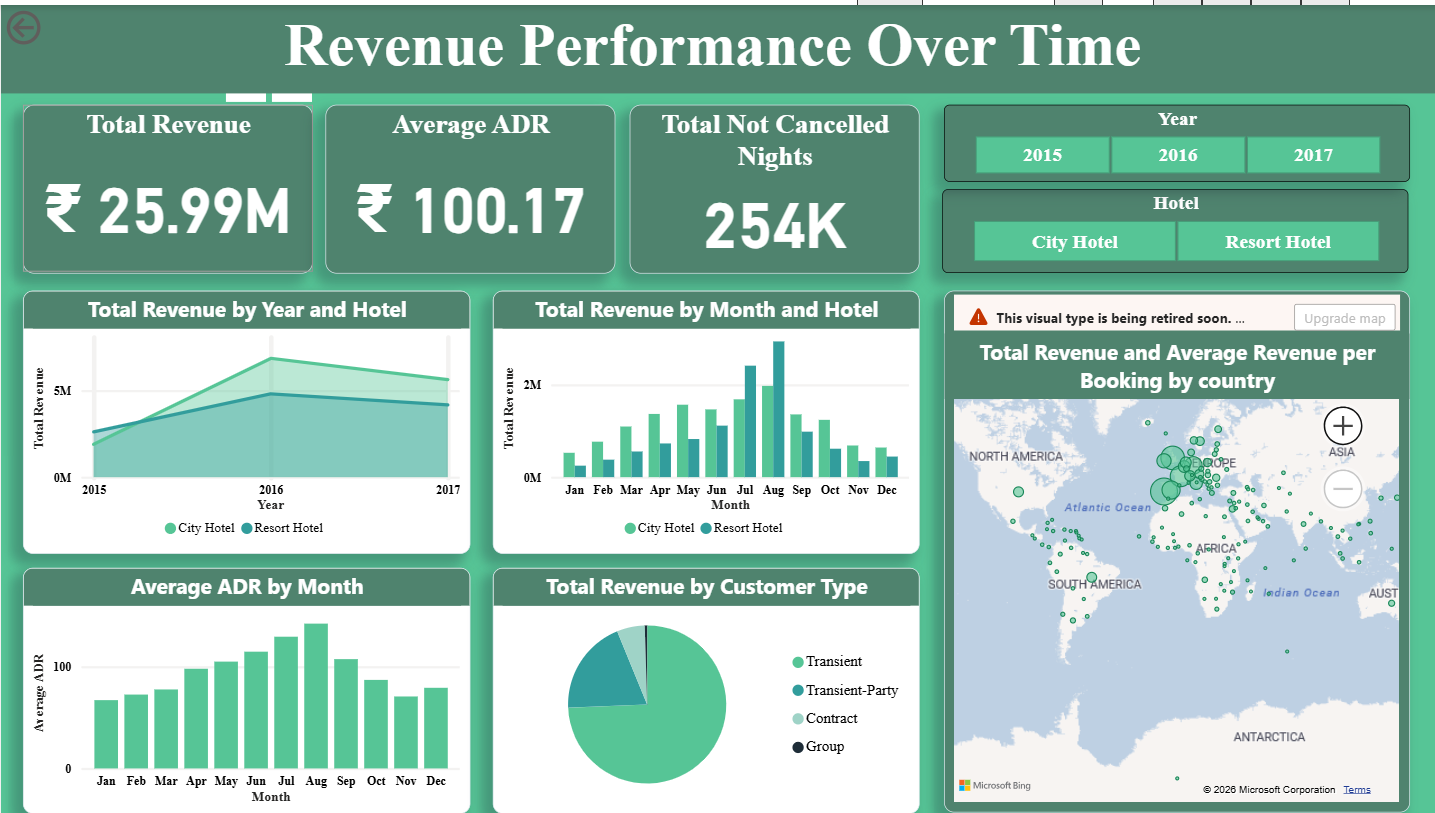 Revenue Performance Over Time
Total Revenue
₹ 25.99M
Average ADR
₹ 100.17
Total Not Cancelled
Nights
254K
Year
2015 2016 2017
Hotel
City Hotel Resort Hotel
Total Revenue by Year and Hotel
Total Revenue
5M
0M
2015 2016 2017
Year
City Hotel Resort Hotel
Total Revenue by Month and Hotel
Total Revenue
2M
0M
Jan Feb Mar Apr May Jun Jul Aug Sep Oct Nov Dec
Month
City Hotel Resort Hotel
This visual type is being retired soon. ...
Upgrade map
Total Revenue and Average Revenue per
Booking by country
NORTH AMERICA
EUROPE
ASIA
Atlantic Ocean
AFRICA
SOUTH AMERICA
Indian Ocean
AUST
ANTARCTICA
Microsoft Bing
© 2026 Microsoft Corporation Terms
Average ADR by Month
Average ADR
100
0
Jan Feb Mar Apr May Jun Jul Aug Sep Oct Nov Dec
Month
Total Revenue by Customer Type
Transient
Transient-Party
Contract
Group